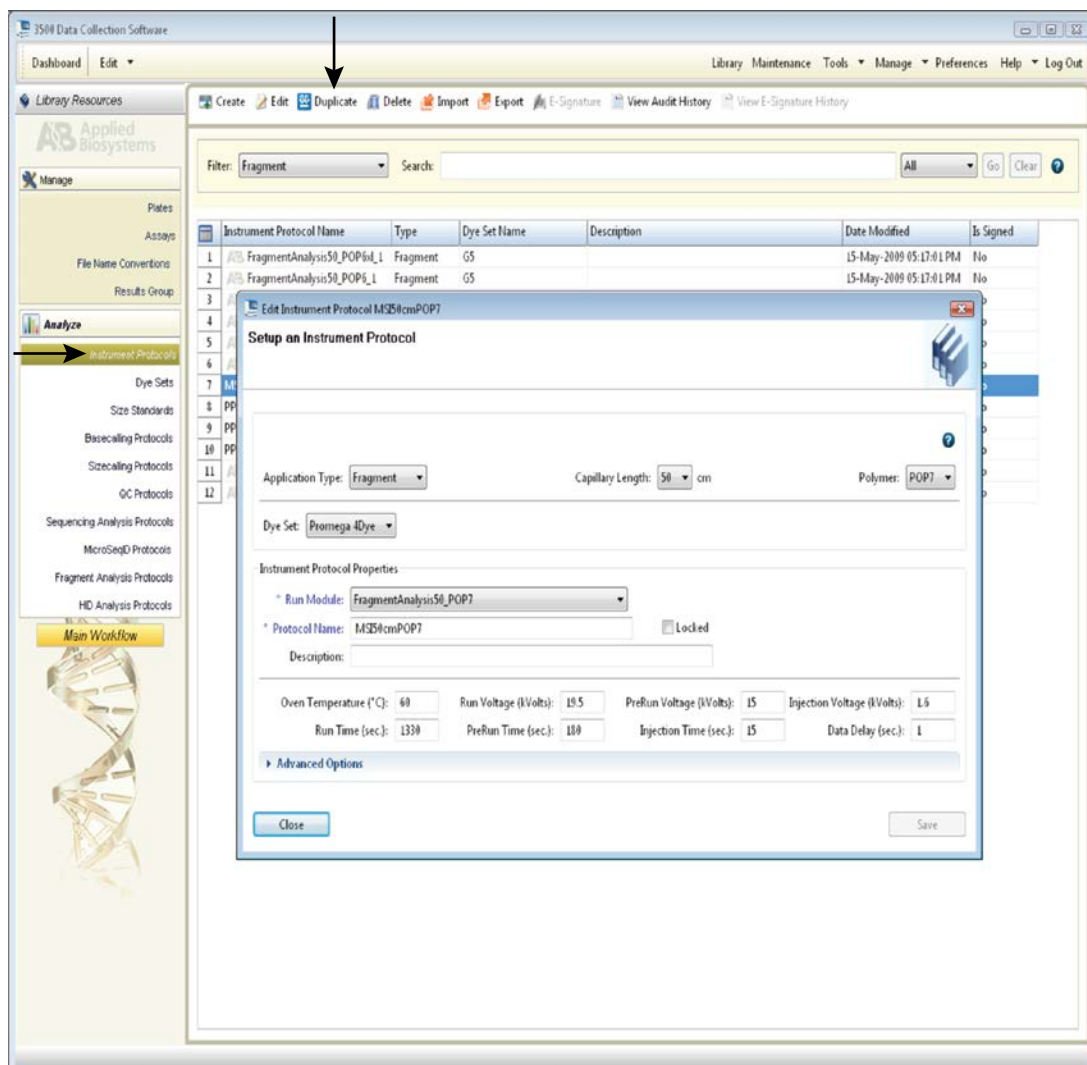 3500 Data Collection Software
Dashboard Edit
Library Maintenance Tools Manage Preferences Help Log Out
Library Resources
Create Edit Duplicate Delete Import Export E-Signature View Audit History View E-Signature History
AB Applied Biosystems
Filter: Fragment Search: All Go Clear
Manage
Plates
Assays
File Name Conventions
Results Group
Analyze
Instrument Protocols
Dye Sets
Size Standards
Basecalling Protocols
Sizecalling Protocols
QC Protocols
Sequencing Analysis Protocols
MicroSeqID Protocols
Fragment Analysis Protocols
HID Analysis Protocols
Main Workflow
Instrument Protocol Name Type Dye Set Name Description Date Modified Is Signed
1 FragmentAnalysis50_POP6xl_1 Fragment G5 15-May-2009 05:17:01 PM No
2 FragmentAnalysis50_POP6_1 Fragment G5 15-May-2009 05:17:01 PM No
3
4
5
6
7
8 PP
9 PP
10 PP
11
12
Edit Instrument Protocol MSI50cmPOP7
Setup an Instrument Protocol
Application Type: Fragment Capillary Length: 50 cm Polymer: POP7
Dye Set: Promega 4Dye
Instrument Protocol Properties
* Run Module: FragmentAnalysis50_POP7
* Protocol Name: MSI50cmPOP7 Locked
Description:
Oven Temperature (°C): 60 Run Voltage (kVolts): 19.5 PreRun Voltage (kVolts): 15 Injection Voltage (kVolts): 1.6
Run Time (sec.): 1330 PreRun Time (sec.): 180 Injection Time (sec.): 15 Data Delay (sec.): 1
Advanced Options
Close Save